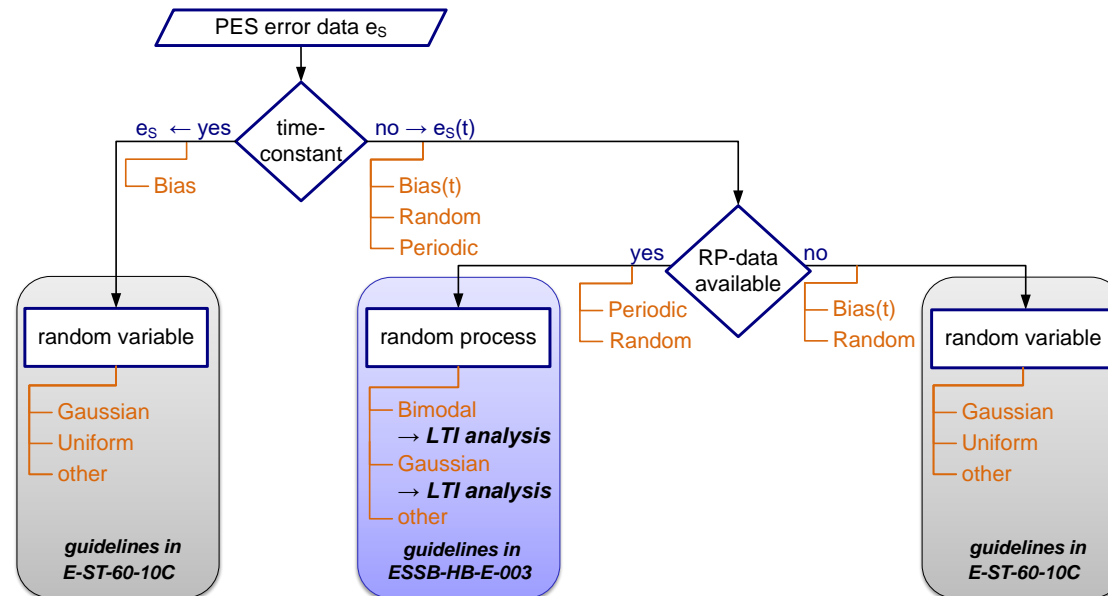 PES error data eS
time-
constant
eS ← yes
no → eS(t)
Bias
Bias(t)
Random
Periodic
RP-data
available
yes
no
Periodic
Random
Bias(t)
Random
random variable
Gaussian
Uniform
other
guidelines in
E-ST-60-10C
random process
Bimodal
→ LTI analysis
Gaussian
→ LTI analysis
other
guidelines in
ESSB-HB-E-003
random variable
Gaussian
Uniform
other
guidelines in
E-ST-60-10C